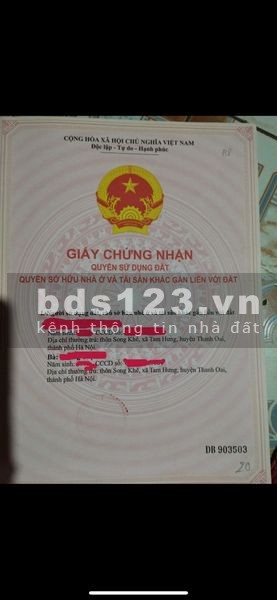 CỘNG HÒA XÃ HỘI CHỦ NGHĨA VIỆT NAM
Độc lập - Tự do - Hạnh phúc
GIẤY CHỨNG NHẬN
QUYỀN SỬ DỤNG ĐẤT
QUYỀN SỞ HỮU NHÀ Ở VÀ TÀI SẢN KHÁC GẮN LIỀN VỚI ĐẤT
bds123.vn
kênh thông tin nhà đất
Địa chỉ thường trú: thôn Song Khê, xã Tam Hưng, huyện Thanh Oai,
thành phố Hà Nội.
Bà:
Năm sinh: CCCD số:
Địa chỉ thường trú: thôn Song Khê, xã Tam Hưng, huyện Thanh Oai,
thành phố Hà Nội.
DB 903503
20